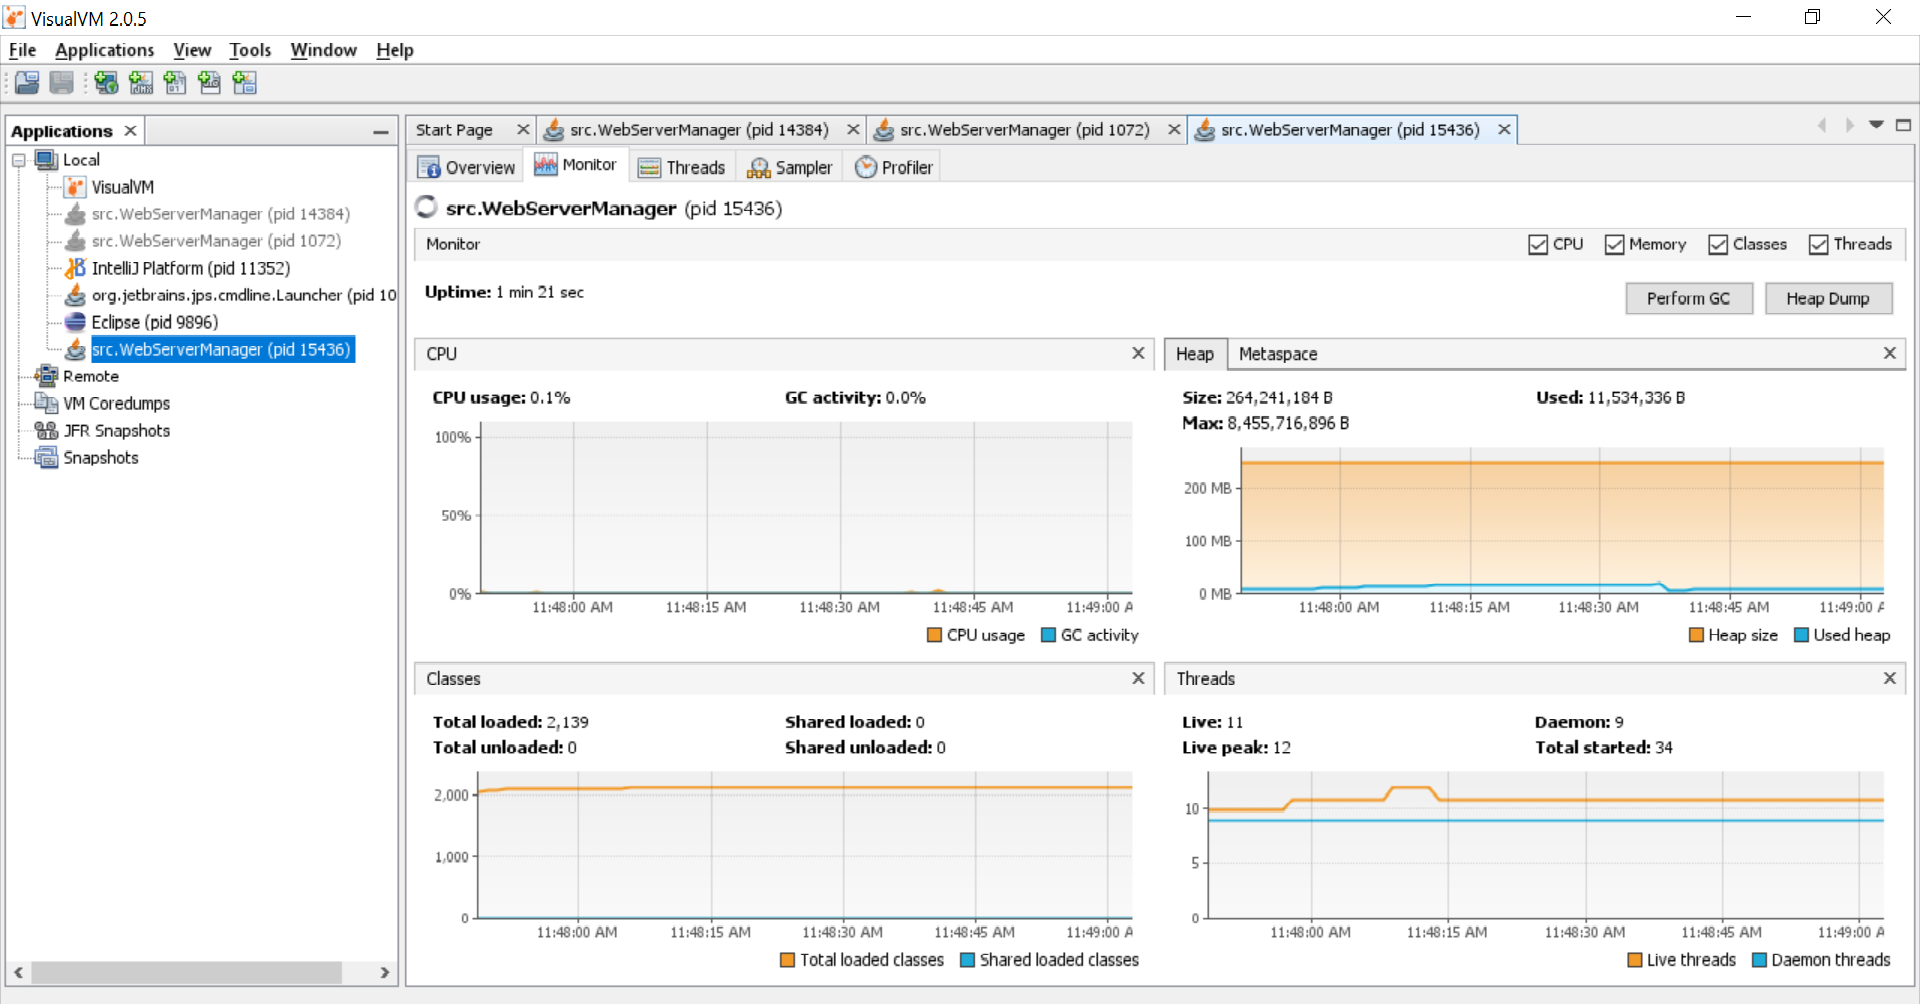 VisualVM 2.0.5
File Applications View Tools Window Help
Applications
Local
VisualVM
src.WebServerManager (pid 14384)
src.WebServerManager (pid 1072)
IntelliJ Platform (pid 11352)
org.jetbrains.jps.cmdline.Launcher (pid 10
Eclipse (pid 9896)
src.WebServerManager (pid 15436)
Remote
VM Coredumps
JFR Snapshots
Snapshots
Start Page src.WebServerManager (pid 14384) src.WebServerManager (pid 1072) src.WebServerManager (pid 15436)
Overview Monitor Threads Sampler Profiler
src.WebServerManager (pid 15436)
Monitor CPU Memory Classes Threads
Uptime: 1 min 21 sec Perform GC Heap Dump
CPU
CPU usage: 0.1% GC activity: 0.0%
100%
50%
0%
11:48:00 AM 11:48:15 AM 11:48:30 AM 11:48:45 AM 11:49:00 A
CPU usage GC activity
Heap Metaspace
Size: 264,241,184 B Used: 11,534,336 B
Max: 8,455,716,896 B
200 MB
100 MB
0 MB
11:48:00 AM 11:48:15 AM 11:48:30 AM 11:48:45 AM 11:49:00 A
Heap size Used heap
Classes
Total loaded: 2,139 Shared loaded: 0
Total unloaded: 0 Shared unloaded: 0
2,000
1,000
0
11:48:00 AM 11:48:15 AM 11:48:30 AM 11:48:45 AM 11:49:00 A
Total loaded classes Shared loaded classes
Threads
Live: 11 Daemon: 9
Live peak: 12 Total started: 34
10
5
0
11:48:00 AM 11:48:15 AM 11:48:30 AM 11:48:45 AM 11:49:00 A
Live threads Daemon threads